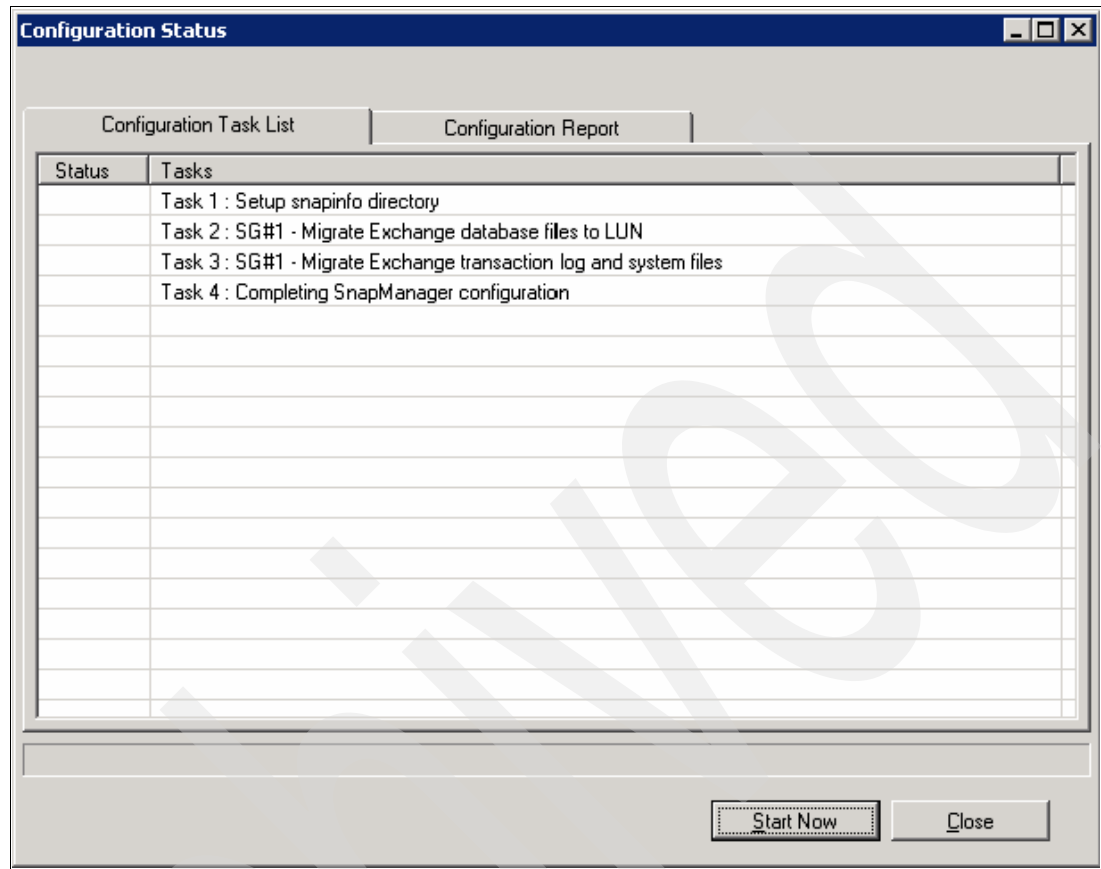 Configuration Status
Configuration Task List
Configuration Report
Status Tasks
Task 1 : Setup snapinfo directory
Task 2 : SG#1 - Migrate Exchange database files to LUN
Task 3 : SG#1 - Migrate Exchange transaction log and system files
Task 4 : Completing SnapManager configuration
Start Now
Close